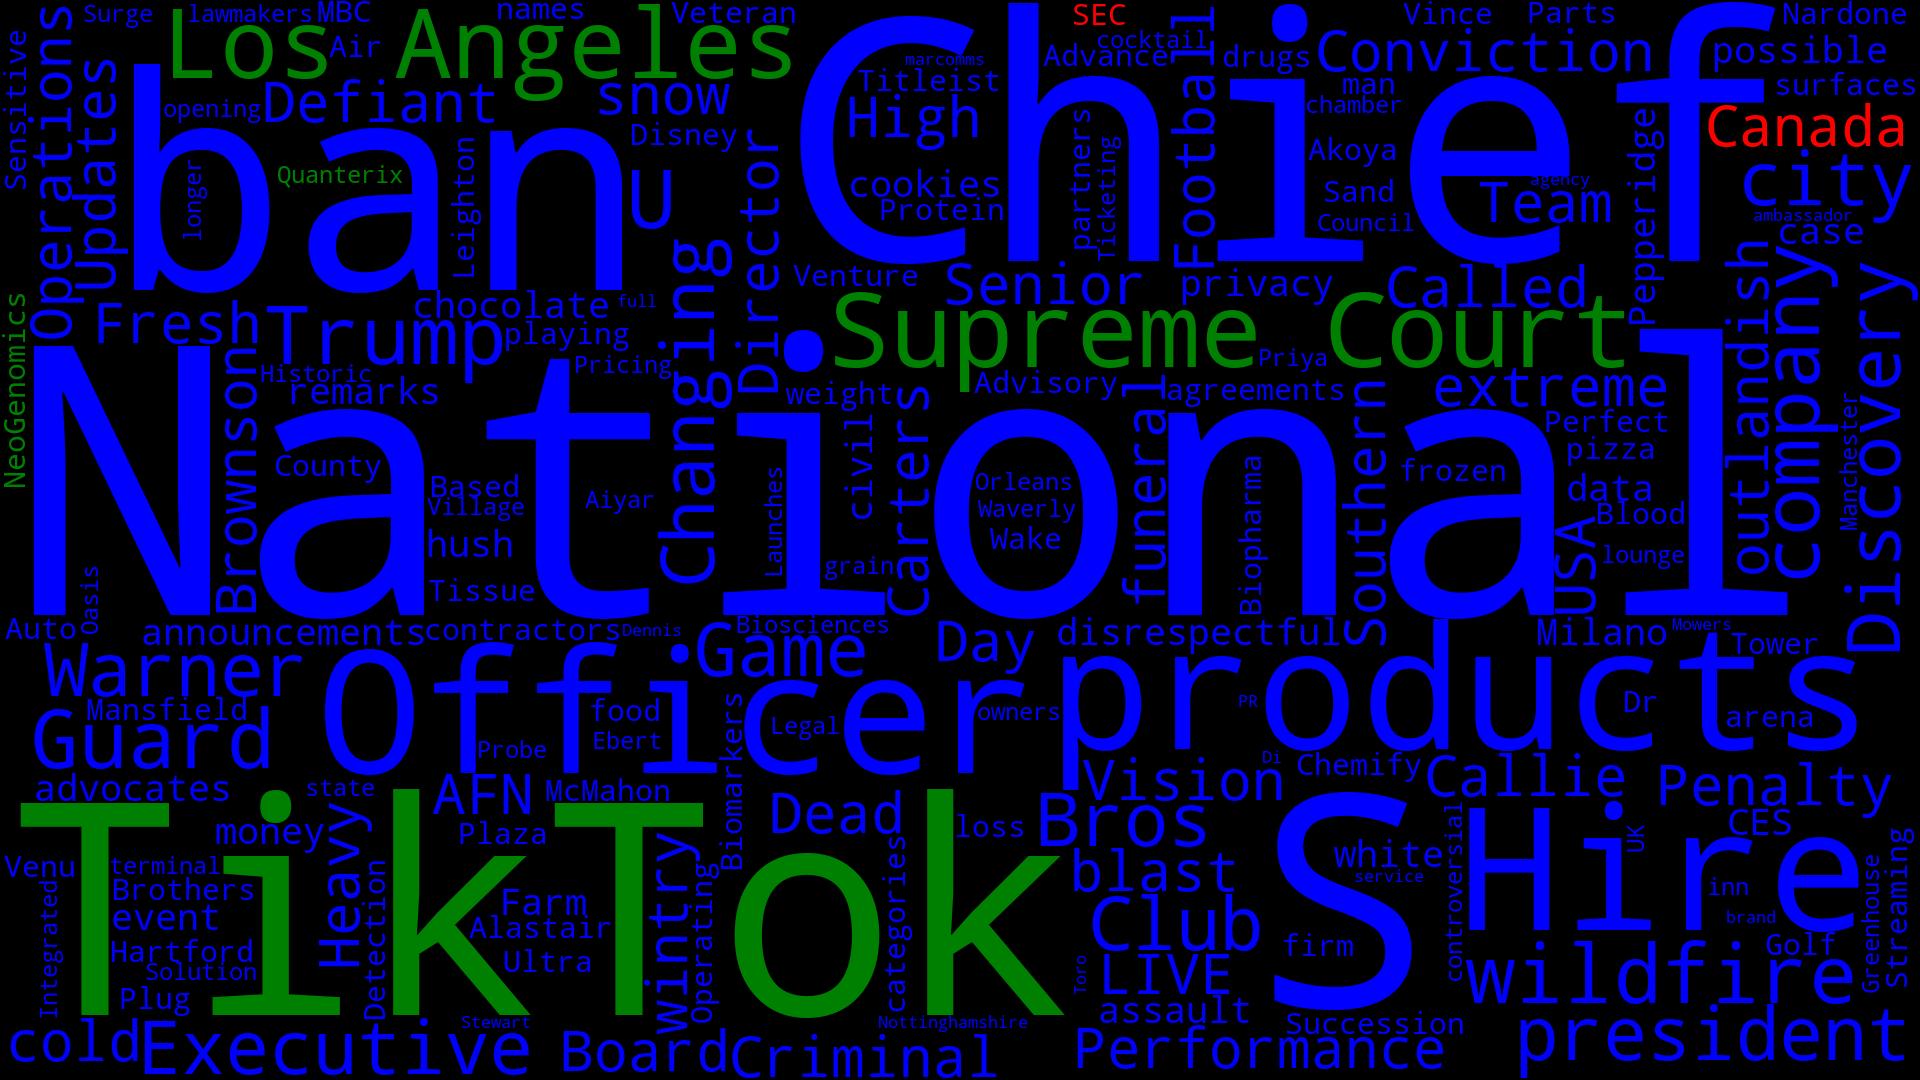 Surge
lawmakers
MBC
names
Veteran
SEC
Vince
Parts
Nardone
Sensitive
Operations
Updates
Los Angeles
Air
marcomms
cocktail
Advance
Football
drugs
Conviction
possible
opening
Defiant
snow
Titleist
High
man
chamber
surfaces
Canada
ban
Chief
Quanterix
longer
Leighton
Disney
U
Director
cookies
Protein
partners
Ticketing
Akoya
Sand
Council
agency
Team
Pepperidge
city
ambassador
case
NeoGenomics
Fresh
Trump
chocolate
full
playing
Changing
Venture
Senior
privacy
Called
Supreme Court
outlandish
company
Discovery
Brownson
Historic
remarks
Pricing
weight
Advisory
Priya
agreements
extreme
National
County
Based
Village
hush
Tissue
Aiyar
Launches
civil
grain
Carters
Orleans
Waverly
Wake
funeral
Biopharma
Southern
frozen
Perfect
pizza
data
Blood
USA
lounge
Manchester
Auto
Oasis
announcements
contractors
Dennis
Biosciences
Game
Day
disrespectful
Milano
Mowers
Tower
Warner
Officer
products
Mansfield
Guard
Probe
food
Ebert
Biomarkers
Legal
owners
PR
Dr
arena
advocates
state
AFN
McMahon
Dead
Vision
Di
Chemify
Callie
Penalty
TikTok
money
Heavy
Plaza
wintry
loss
Bros
S
white
service
controversial
Hire
UK
CES
Venu
terminal
Brothers
event
Hartford
Solution
Plug
Integrated
Detection
Farm
Alastair
Ultra
Operating
categories
blast
Club
firm
inn
brand
Golf
Greenhouse
Streaming
Toro
LIVE
assault
wildfire
cold
Executive
Stewart
Board
Criminal
Nottinghamshire
Performance
Succession
president